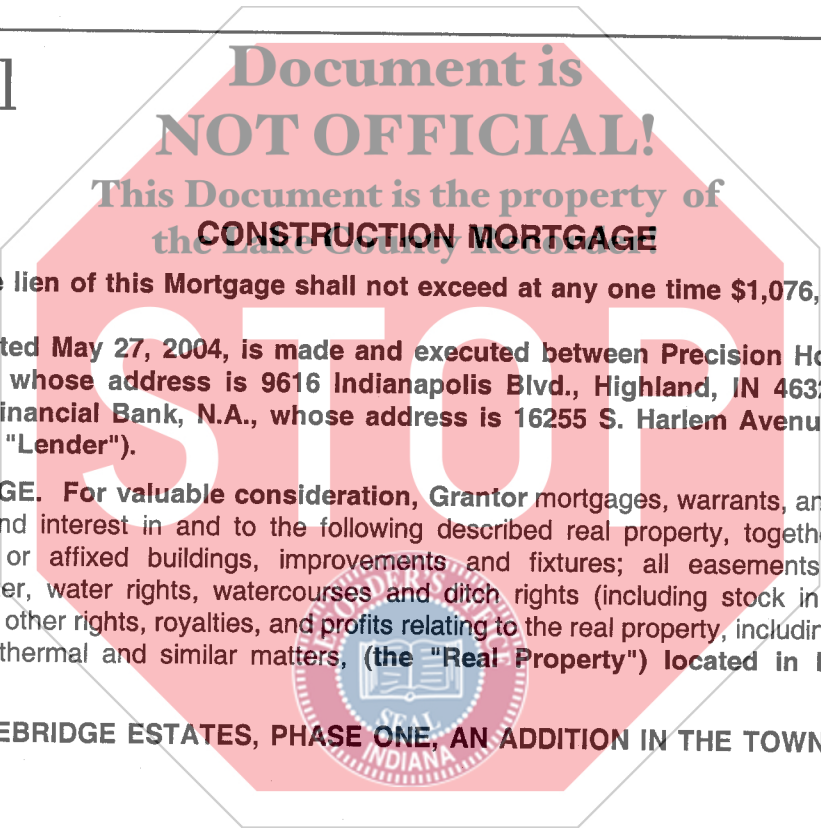 ]
Document is
NOT OFFICIAL!
This Document is the property of
the Lake County Recorder!
CONSTRUCTION MORTGAGE
lien of this Mortgage shall not exceed at any one time $1,076,
ted May 27, 2004, is made and executed between Precision Ho
whose address is 9616 Indianapolis Blvd., Highland, IN 4632
inancial Bank, N.A., whose address is 16255 S. Harlem Avenu
"Lender").
STOP
GE. For valuable consideration, Grantor mortgages, warrants, an
nd interest in and to the following described real property, togeth
or affixed buildings, improvements and fixtures; all easements
er, water rights, watercourses and ditch rights (including stock in
other rights, royalties, and profits relating to the real property, includin
thermal and similar matters, (the "Real Property") located in
RECORDER'S OFFICE
SEAL
INDIANA
EBRIDGE ESTATES, PHASE ONE, AN ADDITION IN THE TOWN